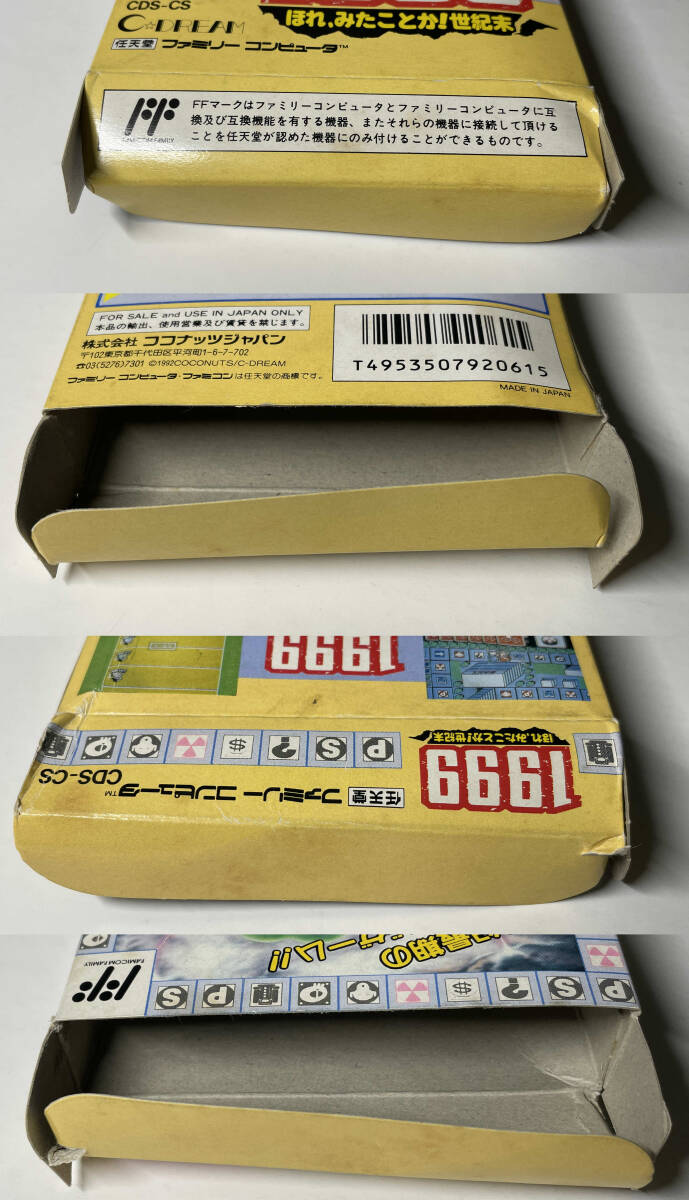 CDS-CS
C☆DREAM
ほれ,みたことか!世紀末
任天堂 ファミリー コンピュータ™
FF
FAMICOM FAMILY
FFマークはファミリーコンピュータとファミリーコンピュータに互
換及び互換機能を有する機器、またそれらの機器に接続して頂ける
ことを任天堂が認めた機器にのみ付けることができるものです。
FOR SALE and USE IN JAPAN ONLY
本品の輸出、使用営業及び賃貸を禁じます。
株式会社 ココナッツジャパン
〒102東京都千代田区平河町1-6-7-702
☎03(5276)7301 ©1992COCONUTS/C-DREAM
ファミリー コンピュータ・ファミコンは任天堂の商標です。
T4953507920615
MADE IN JAPAN
1999
P S ? $
1999
ほれ,みたことか!世紀末
任天堂 ファミリー コンピュータ™
CDS-CS
最期の
ゲーム!!
FF
FAMICOM FAMILY
P S ? $ P S